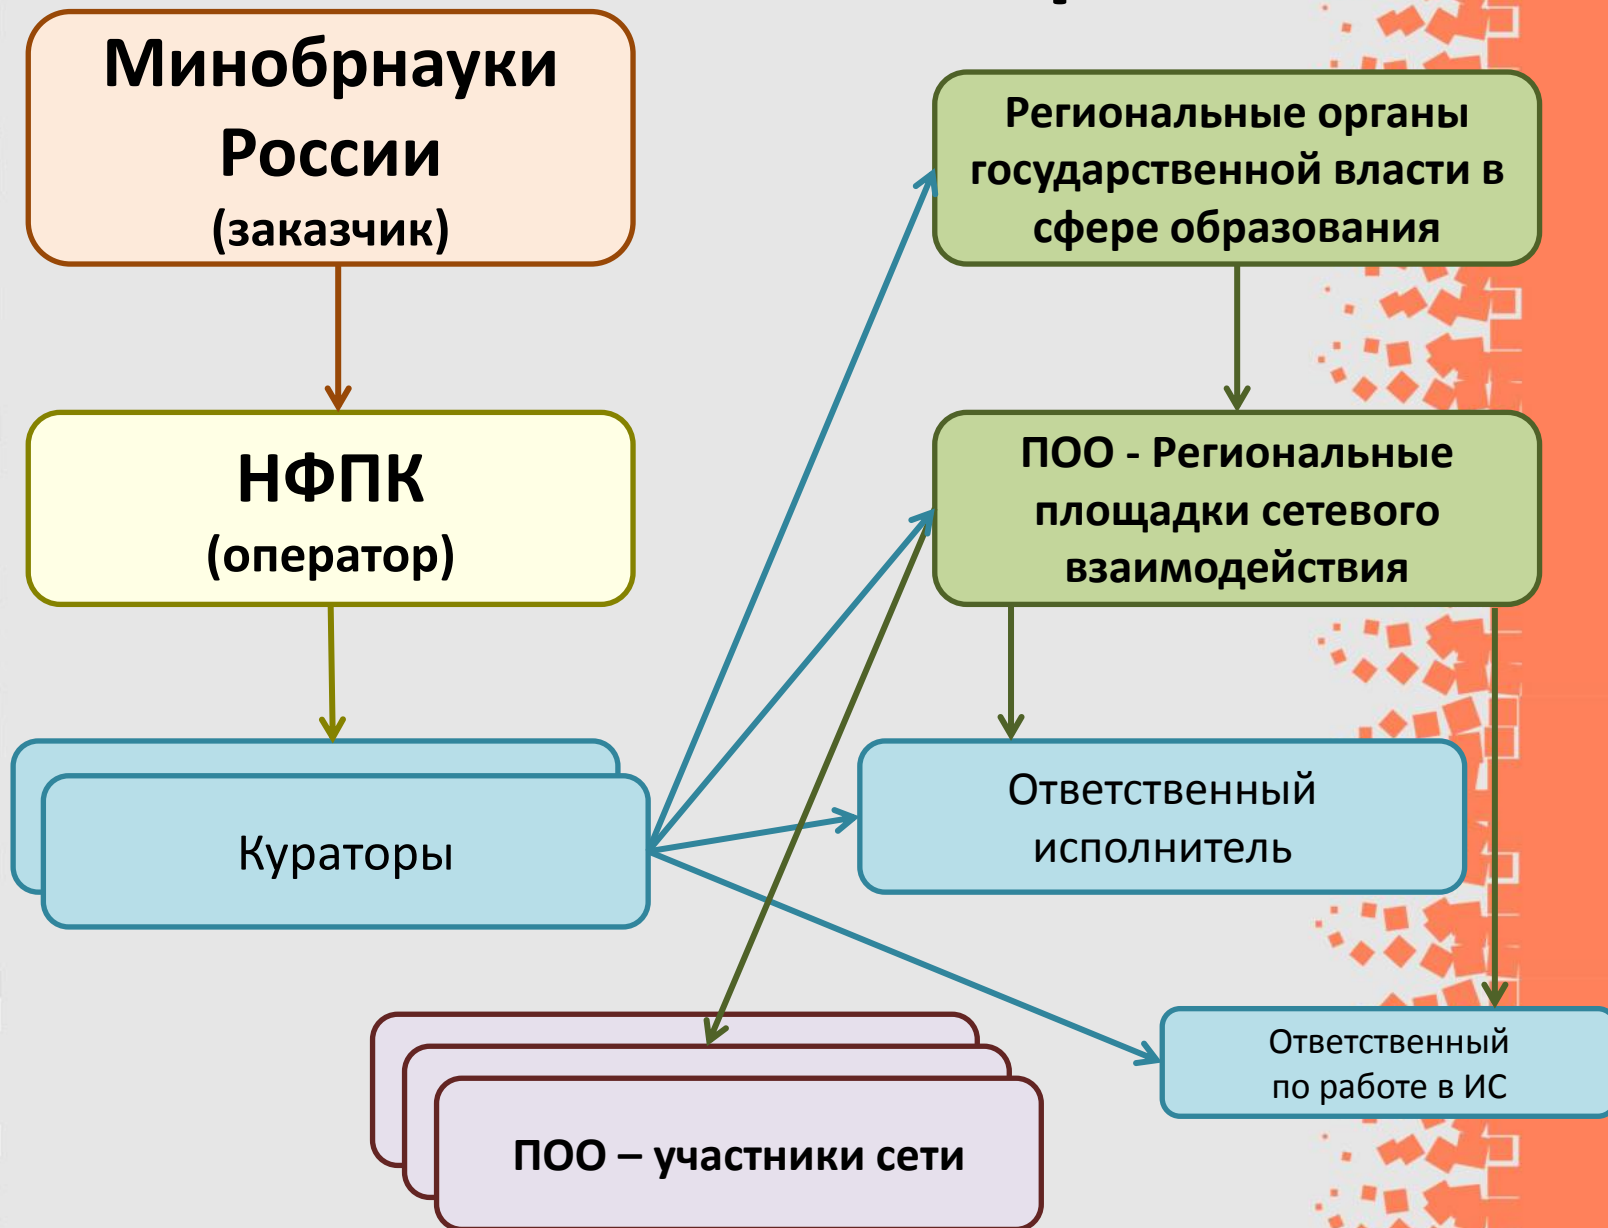 Минобрнауки
России
(заказчик)
Региональные органы
государственной власти в
сфере образования
НФПК
(оператор)
ПОО - Региональные
площадки сетевого
взаимодействия
Кураторы
Ответственный
исполнитель
Ответственный
по работе в ИС
ПОО – участники сети